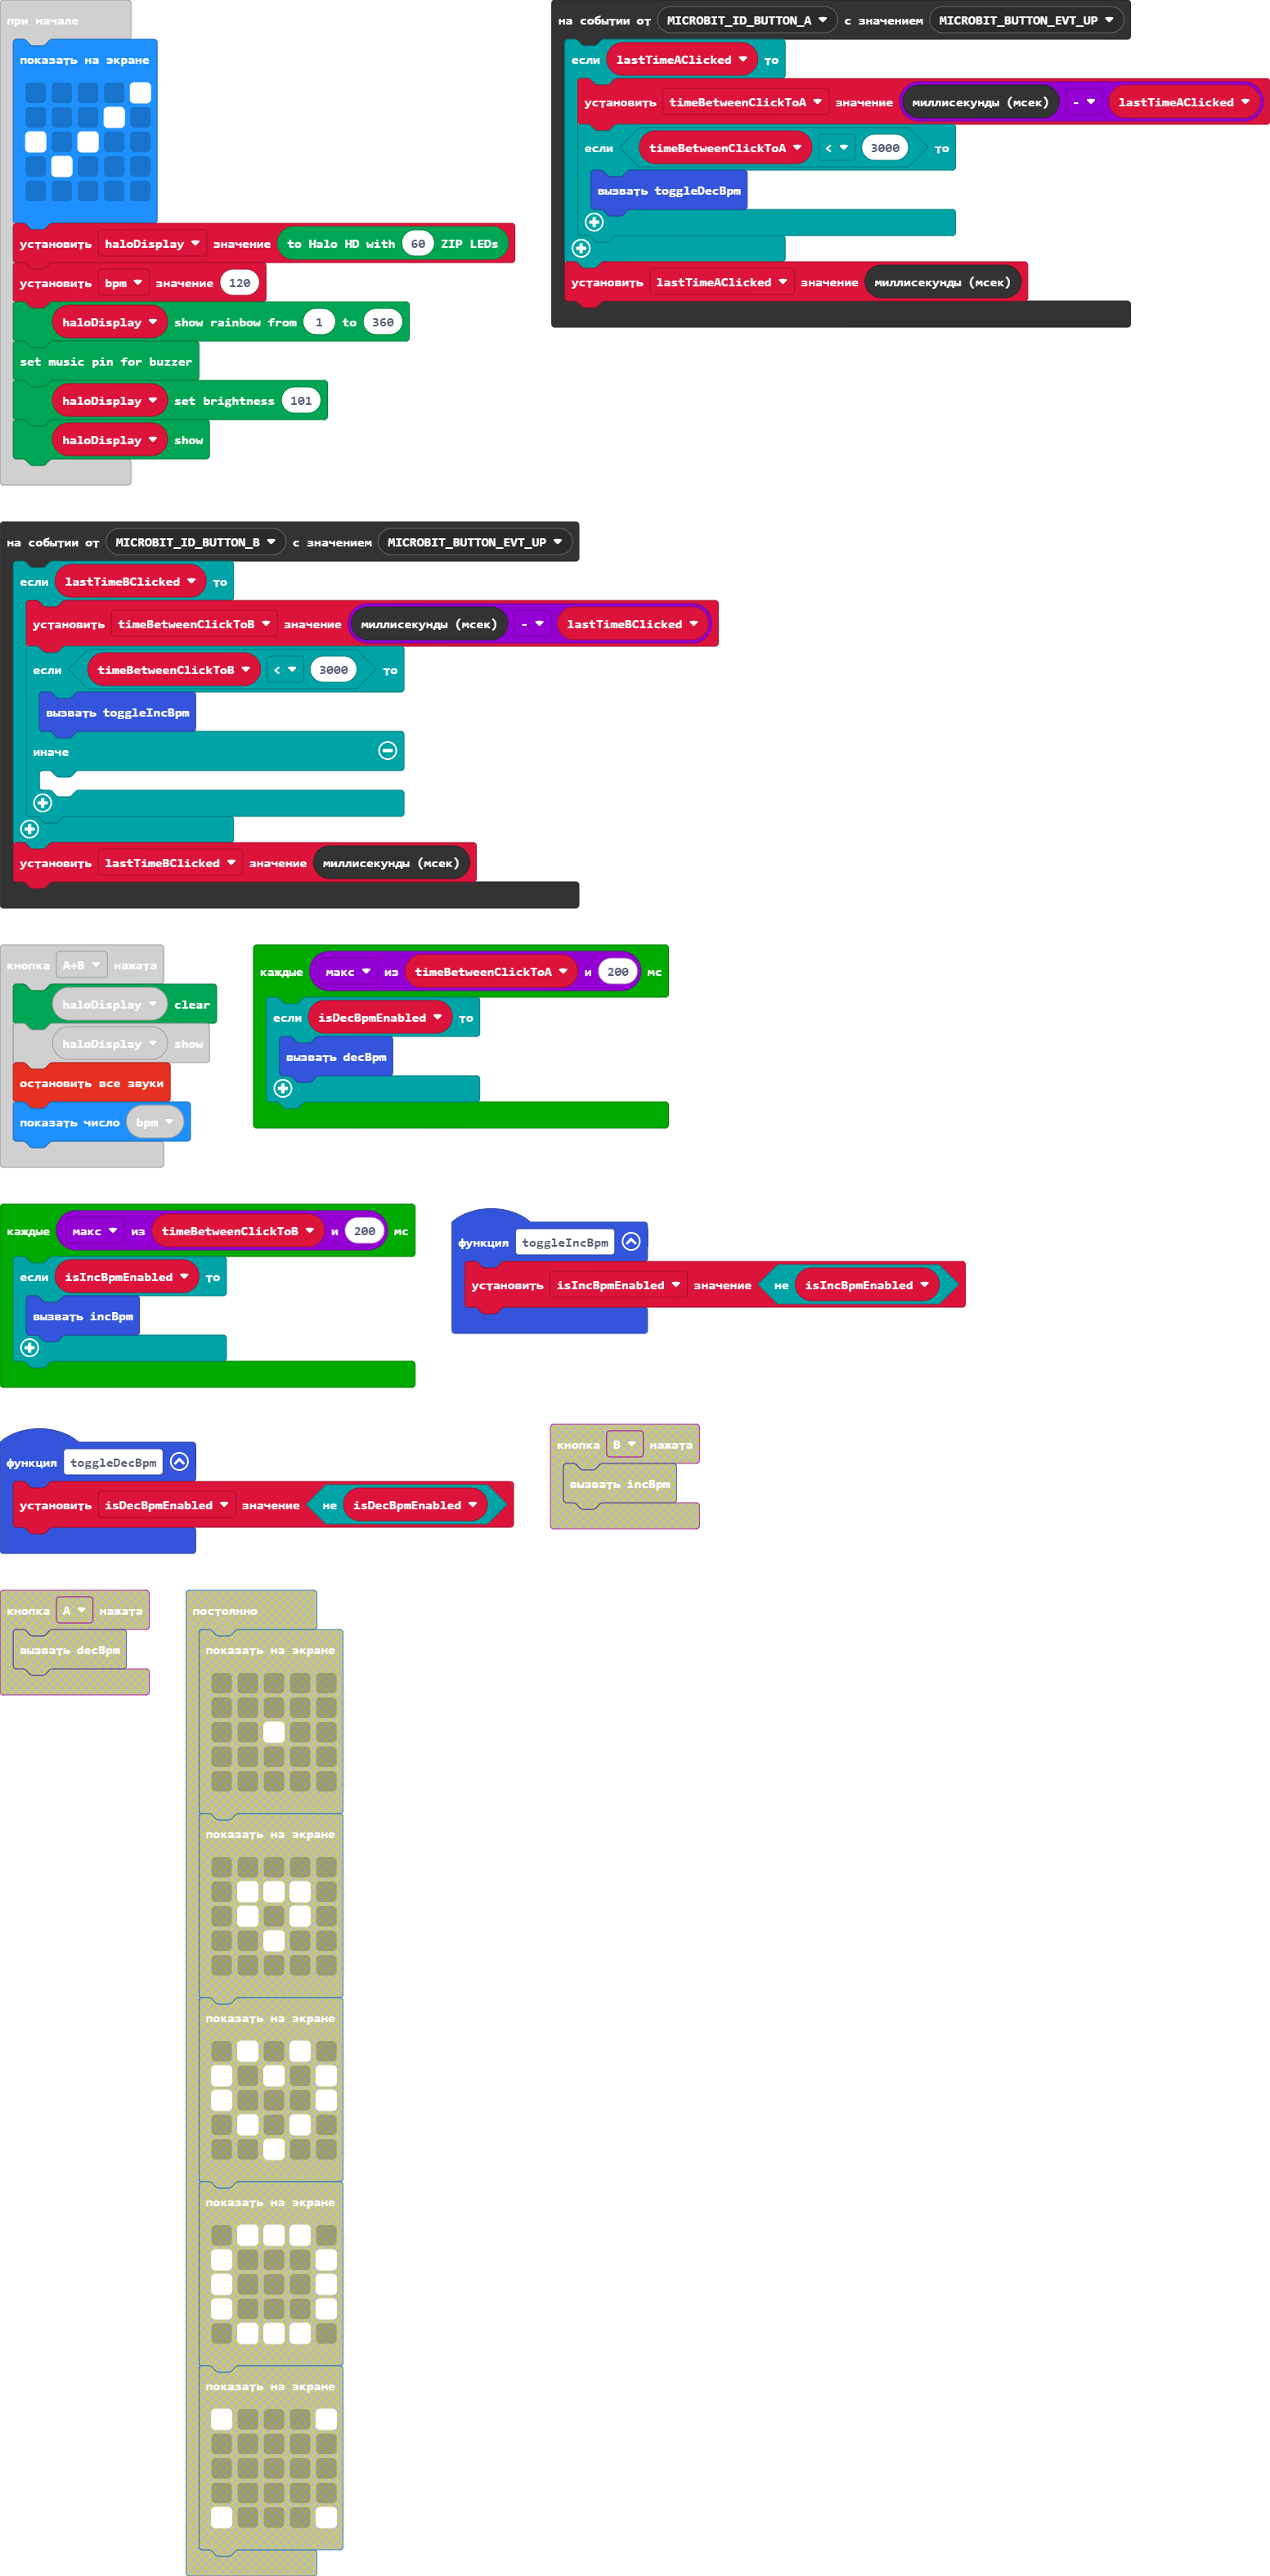 при начале
показать на экране
установить haloDisplay значение to Halo HD with 60 ZIP LEDs
установить bpm значение 120
haloDisplay show rainbow from 1 to 360
set music pin for buzzer
haloDisplay set brightness 101
haloDisplay show
на событии от MICROBIT_ID_BUTTON_A с значением MICROBIT_BUTTON_EVT_UP
если lastTimeAClicked то
установить timeBetweenClickToA значение миллисекунды (мсек) - lastTimeAClicked
если timeBetweenClickToA < 3000 то
вызвать toggleDecBpm
установить lastTimeAClicked значение миллисекунды (мсек)
на событии от MICROBIT_ID_BUTTON_B с значением MICROBIT_BUTTON_EVT_UP
если lastTimeBClicked то
установить timeBetweenClickToB значение миллисекунды (мсек) - lastTimeBClicked
если timeBetweenClickToB < 3000 то
вызвать toggleIncBpm
иначе
установить lastTimeBClicked значение миллисекунды (мсек)
кнопка A+B нажата
haloDisplay clear
haloDisplay show
остановить все звуки
показать число bpm
каждые макс из timeBetweenClickToA и 200 мс
если isDecBpmEnabled то
вызвать decBpm
каждые макс из timeBetweenClickToB и 200 мс
если isIncBpmEnabled то
вызвать incBpm
функция toggleIncBpm
установить isIncBpmEnabled значение не isIncBpmEnabled
функция toggleDecBpm
установить isDecBpmEnabled значение не isDecBpmEnabled
кнопка B нажата
вызвать incBpm
кнопка A нажата
вызвать decBpm
постоянно
показать на экране
показать на экране
показать на экране
показать на экране
показать на экране